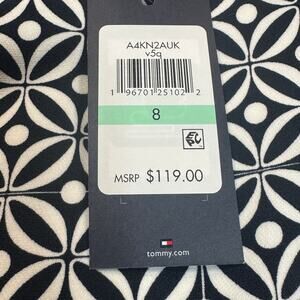 A4KN2AUK
v5q
1 96701 25102 2
8
MSRP $119.00
tommy.com